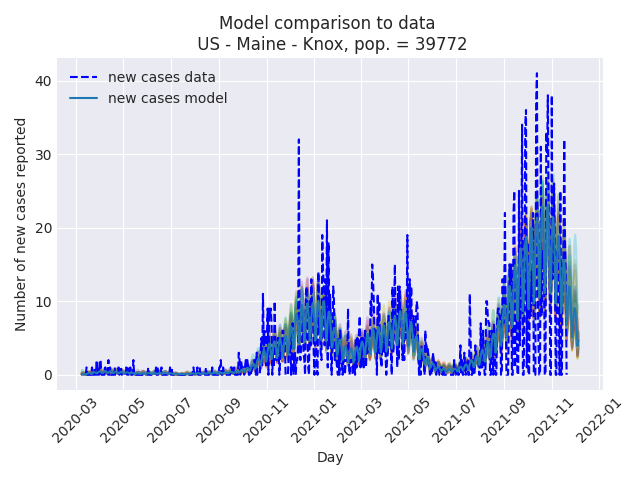 Model comparison to data
US - Maine - Knox, pop. = 39772
new cases data
new cases model
Number of new cases reported
40
30
20
10
0
2020-03
2020-05
2020-07
2020-09
2020-11
2021-01
2021-03
2021-05
2021-07
2021-09
2021-11
2022-01
Day